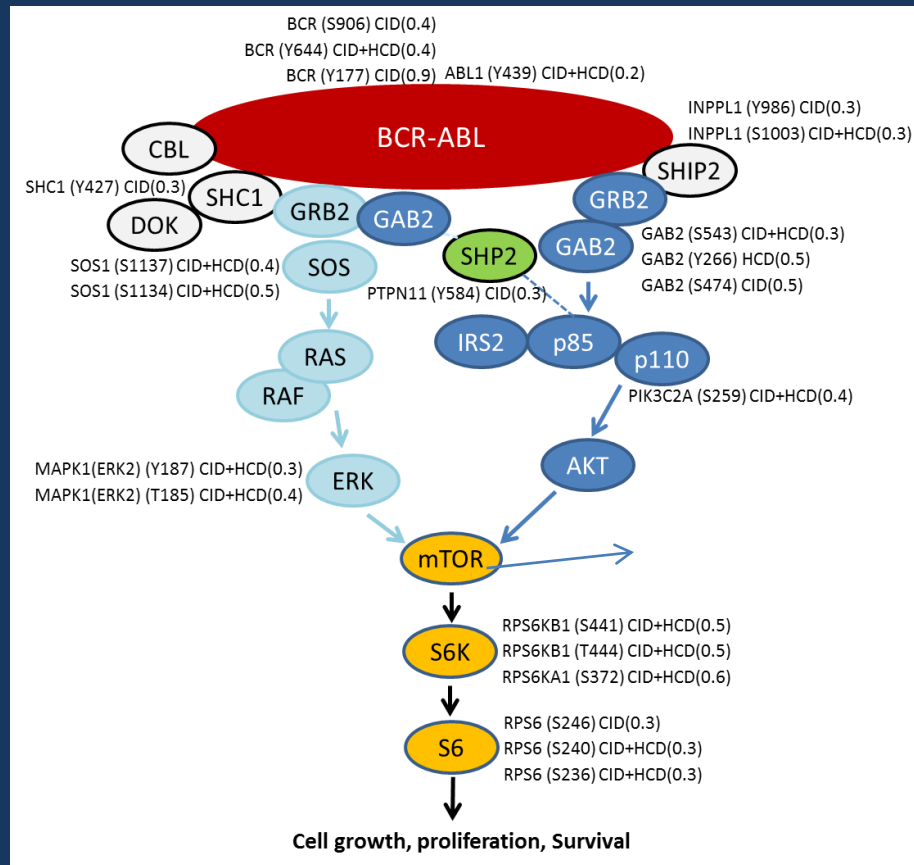 BCR (S906) CID(0.4)
BCR (Y644) CID+HCD(0.4)
BCR (Y177) CID(0.9)
ABL1 (Y439) CID+HCD(0.2)
INPPL1 (Y986) CID(0.3)
INPPL1 (S1003) CID+HCD(0.3)
BCR-ABL
CBL
SHIP2
SHC1 (Y427) CID(0.3)
SHC1
GRB2
GAB2
GRB2
DOK
SHP2
GAB2
GAB2 (S543) CID+HCD(0.3)
GAB2 (Y266) HCD(0.5)
GAB2 (S474) CID(0.5)
SOS1 (S1137) CID+HCD(0.4)
SOS1 (S1134) CID+HCD(0.5)
SOS
PTPN11 (Y584) CID(0.3)
IRS2
p85
p110
RAS
RAF
PIK3C2A (S259) CID+HCD(0.4)
MAPK1(ERK2) (Y187) CID+HCD(0.3)
MAPK1(ERK2) (T185) CID+HCD(0.4)
ERK
AKT
mTOR
S6K
RPS6KB1 (S441) CID+HCD(0.5)
RPS6KB1 (T444) CID+HCD(0.5)
RPS6KA1 (S372) CID+HCD(0.6)
S6
RPS6 (S246) CID(0.3)
RPS6 (S240) CID+HCD(0.3)
RPS6 (S236) CID+HCD(0.3)
Cell growth, proliferation, Survival